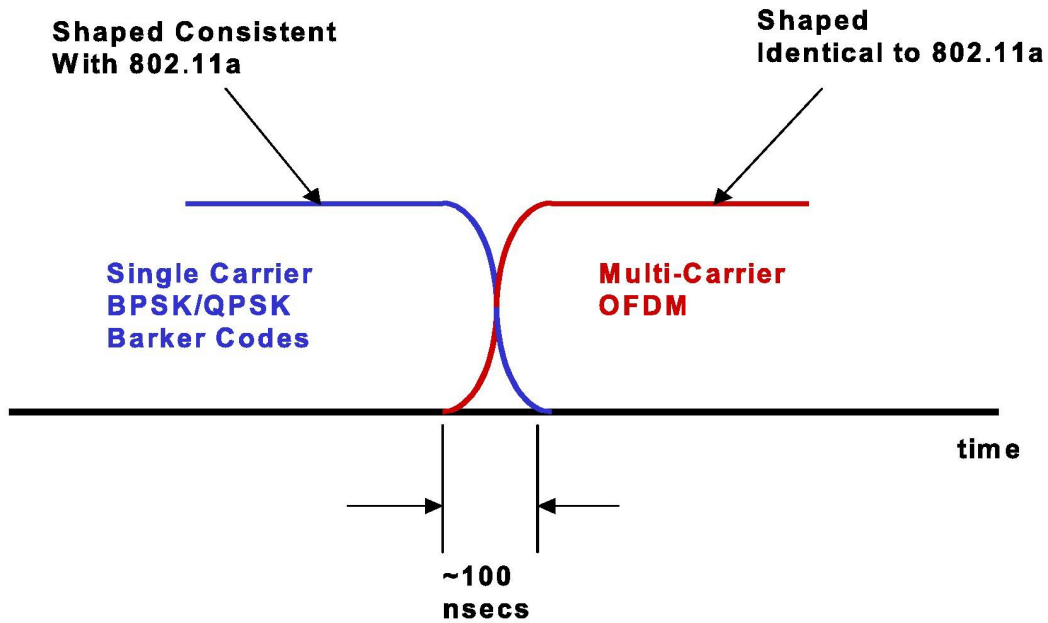 Shaped Consistent
With 802.11a
Shaped
Identical to 802.11a
Single Carrier
BPSK/QPSK
Barker Codes
Multi-Carrier
OFDM
time
~100
nsecs